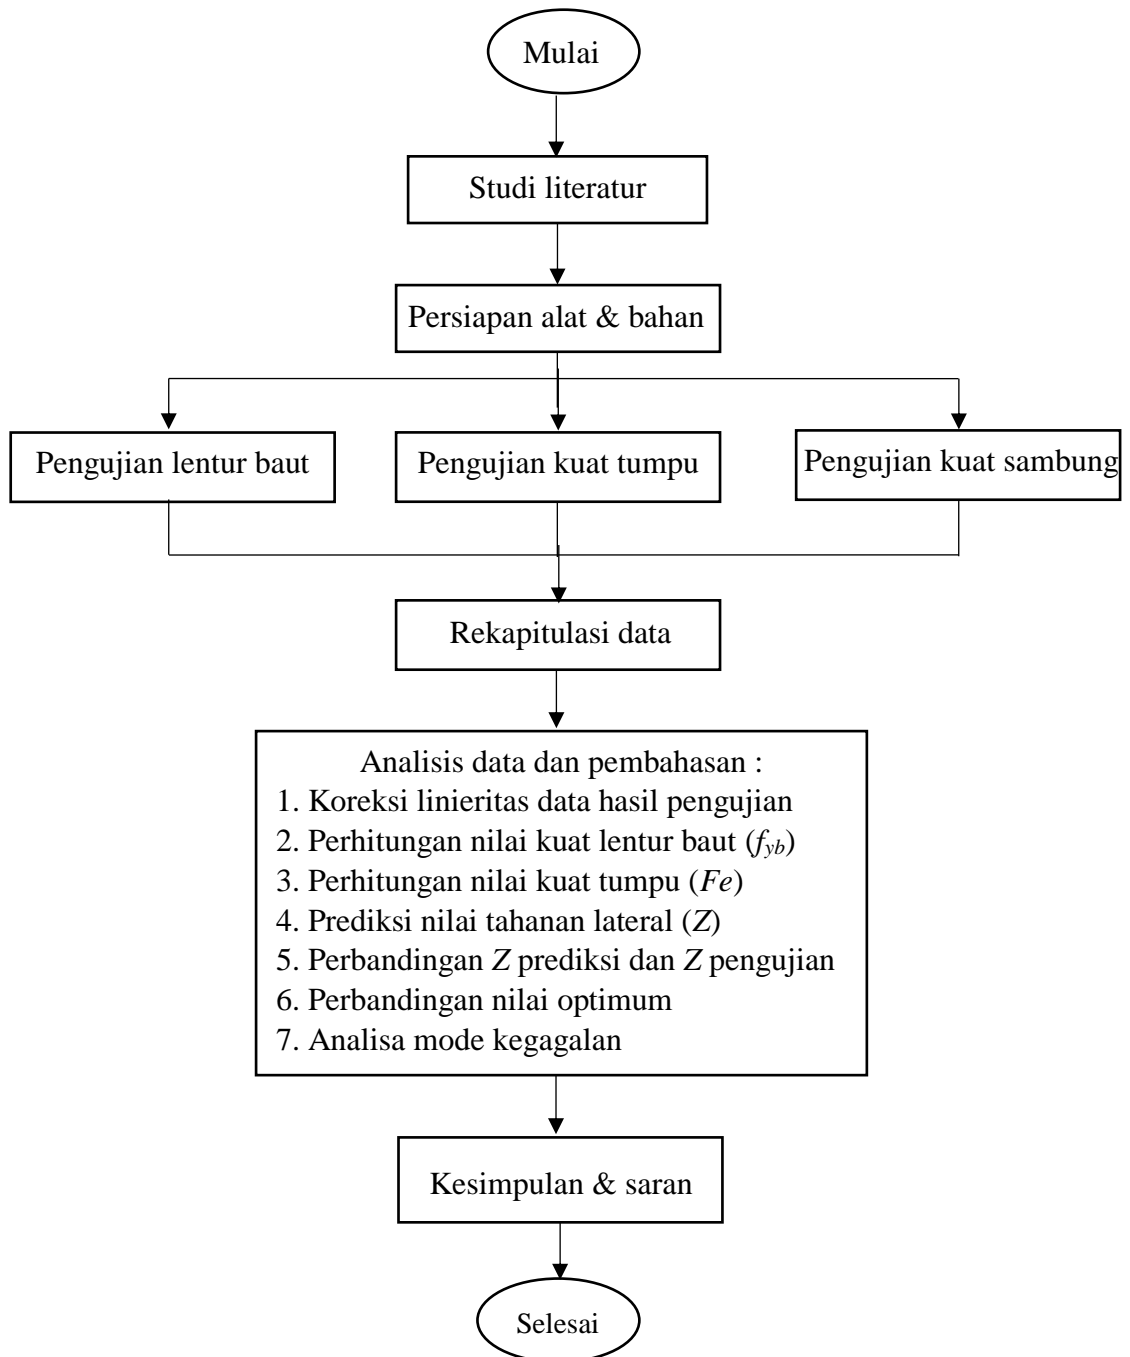 Mulai
Studi literatur
Persiapan alat & bahan
Pengujian lentur baut
Pengujian kuat tumpu
Pengujian kuat sambung
Rekapitulasi data
Analisis data dan pembahasan :
1. Koreksi linieritas data hasil pengujian
2. Perhitungan nilai kuat lentur baut (fyb)
3. Perhitungan nilai kuat tumpu (Fe)
4. Prediksi nilai tahanan lateral (Z)
5. Perbandingan Z prediksi dan Z pengujian
6. Perbandingan nilai optimum
7. Analisa mode kegagalan
Kesimpulan & saran
Selesai